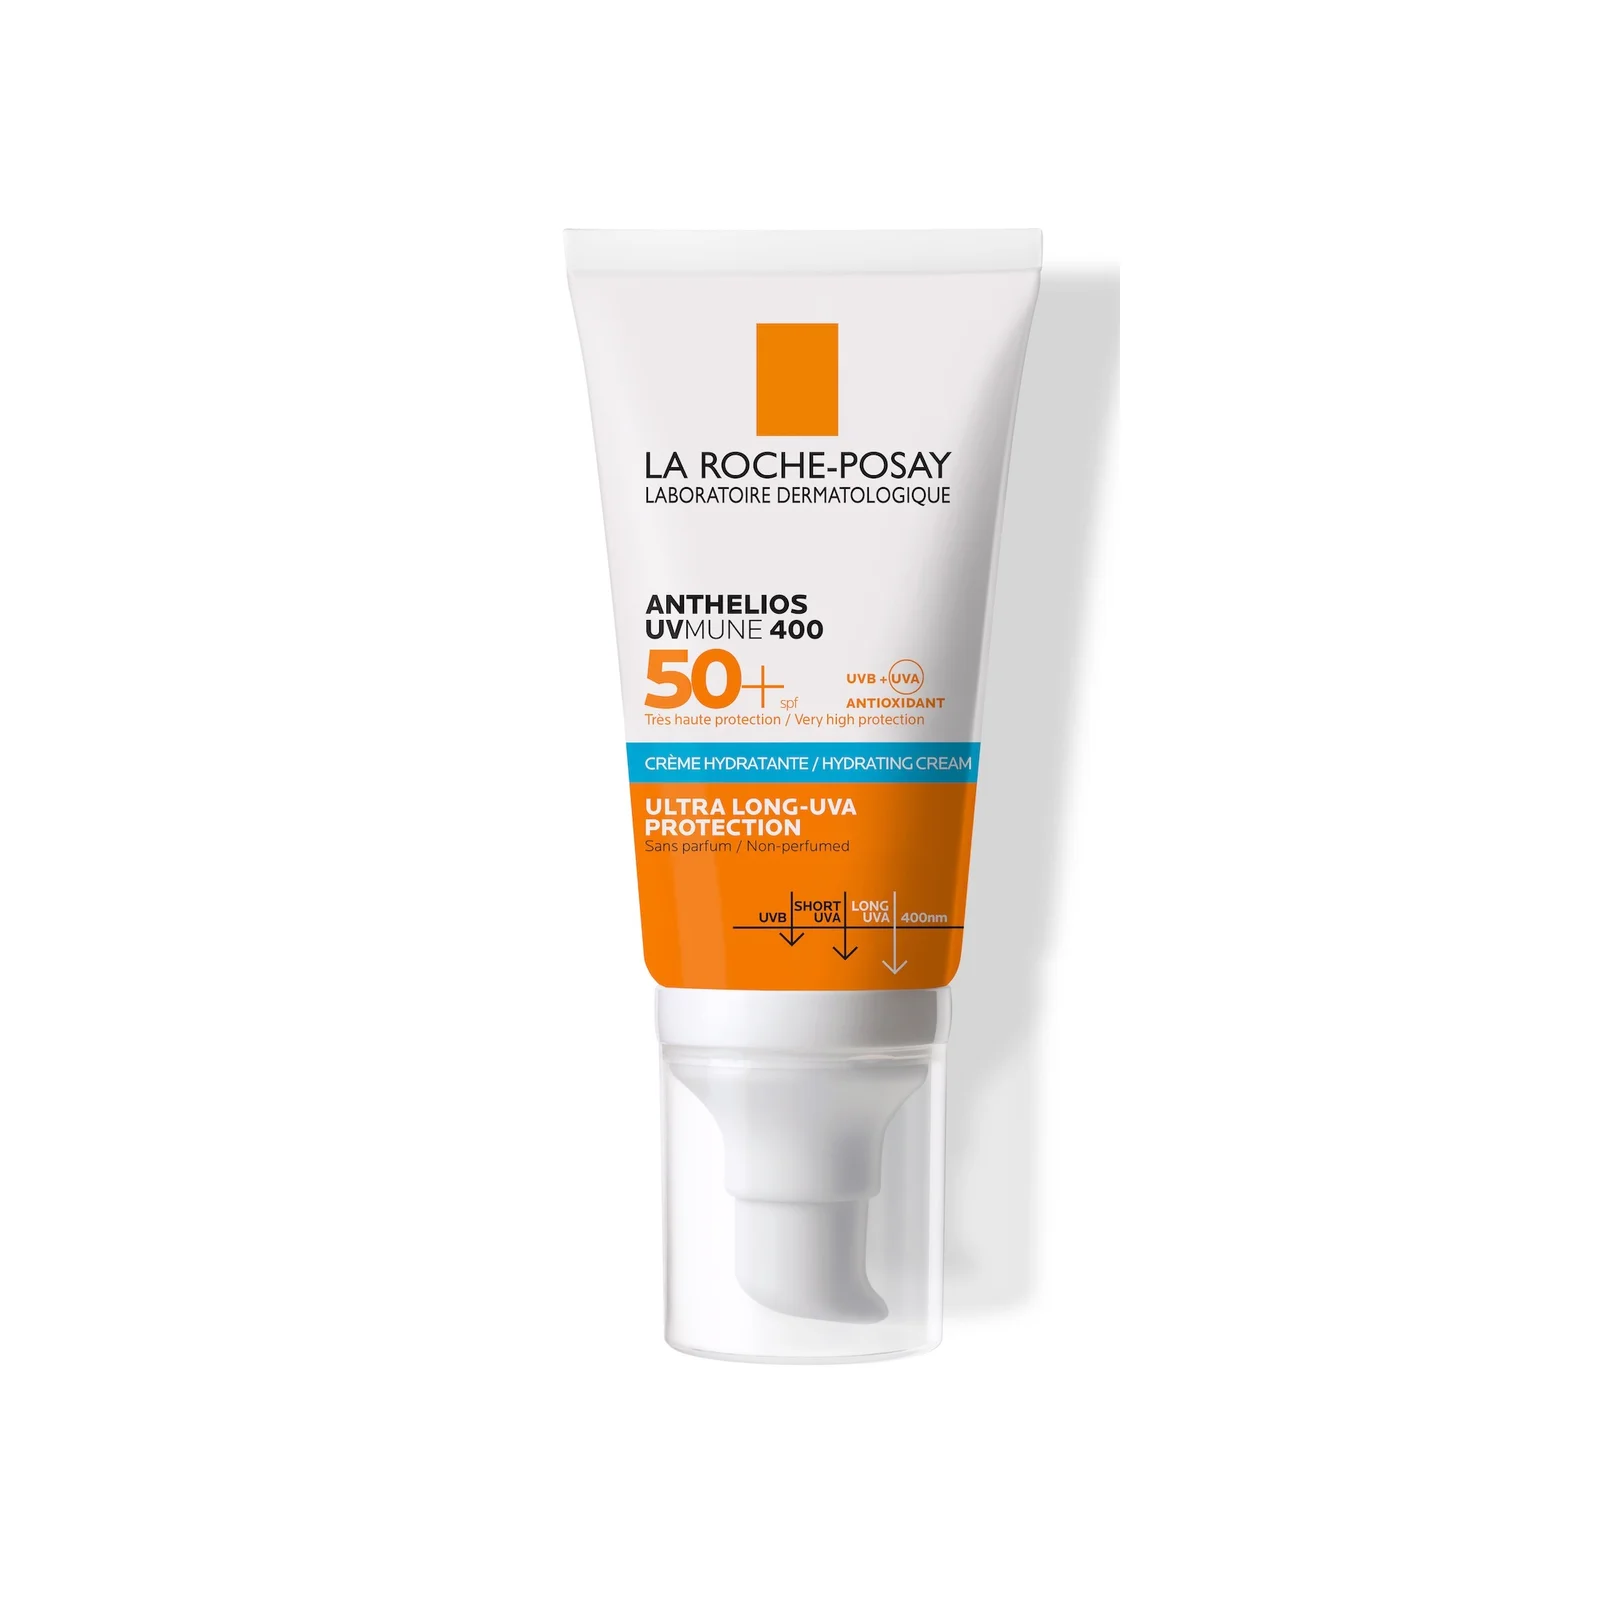 LA ROCHE-POSAY
LABORATOIRE DERMATOLOGIQUE
ANTHELIOS
UVMUNE 400
50+ spf
UVB + UVA
ANTIOXIDANT
Très haute protection / Very high protection
CRÈME HYDRATANTE / HYDRATING CREAM
ULTRA LONG-UVA
PROTECTION
Sans parfum / Non-perfumed
UVB SHORT UVA LONG UVA 400nm